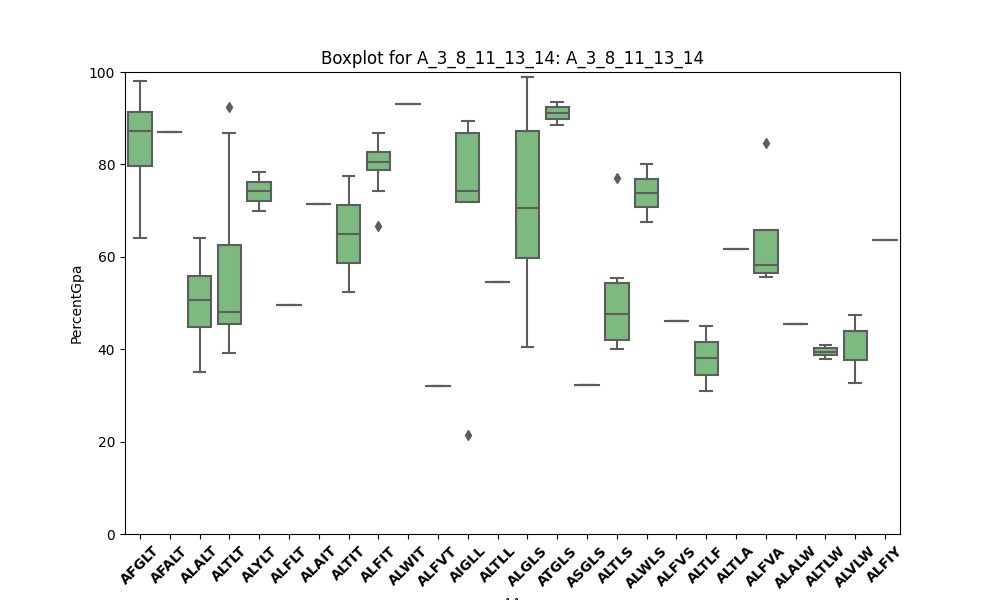 Boxplot for A_3_8_11_13_14: A_3_8_11_13_14
PercentGpa
100
80
60
40
20
0
AFGLT
AFALT
ALALT
ALTLT
ALYLT
ALFLT
ALAIT
ALTIT
ALFIT
ALWIT
ALFVT
AIGLL
ALTLL
ALGLS
ATGLS
ASGLS
ALTLS
ALWLS
ALFVS
ALTLF
ALTLA
ALFVA
ALALW
ALTLW
ALVLW
ALFIY